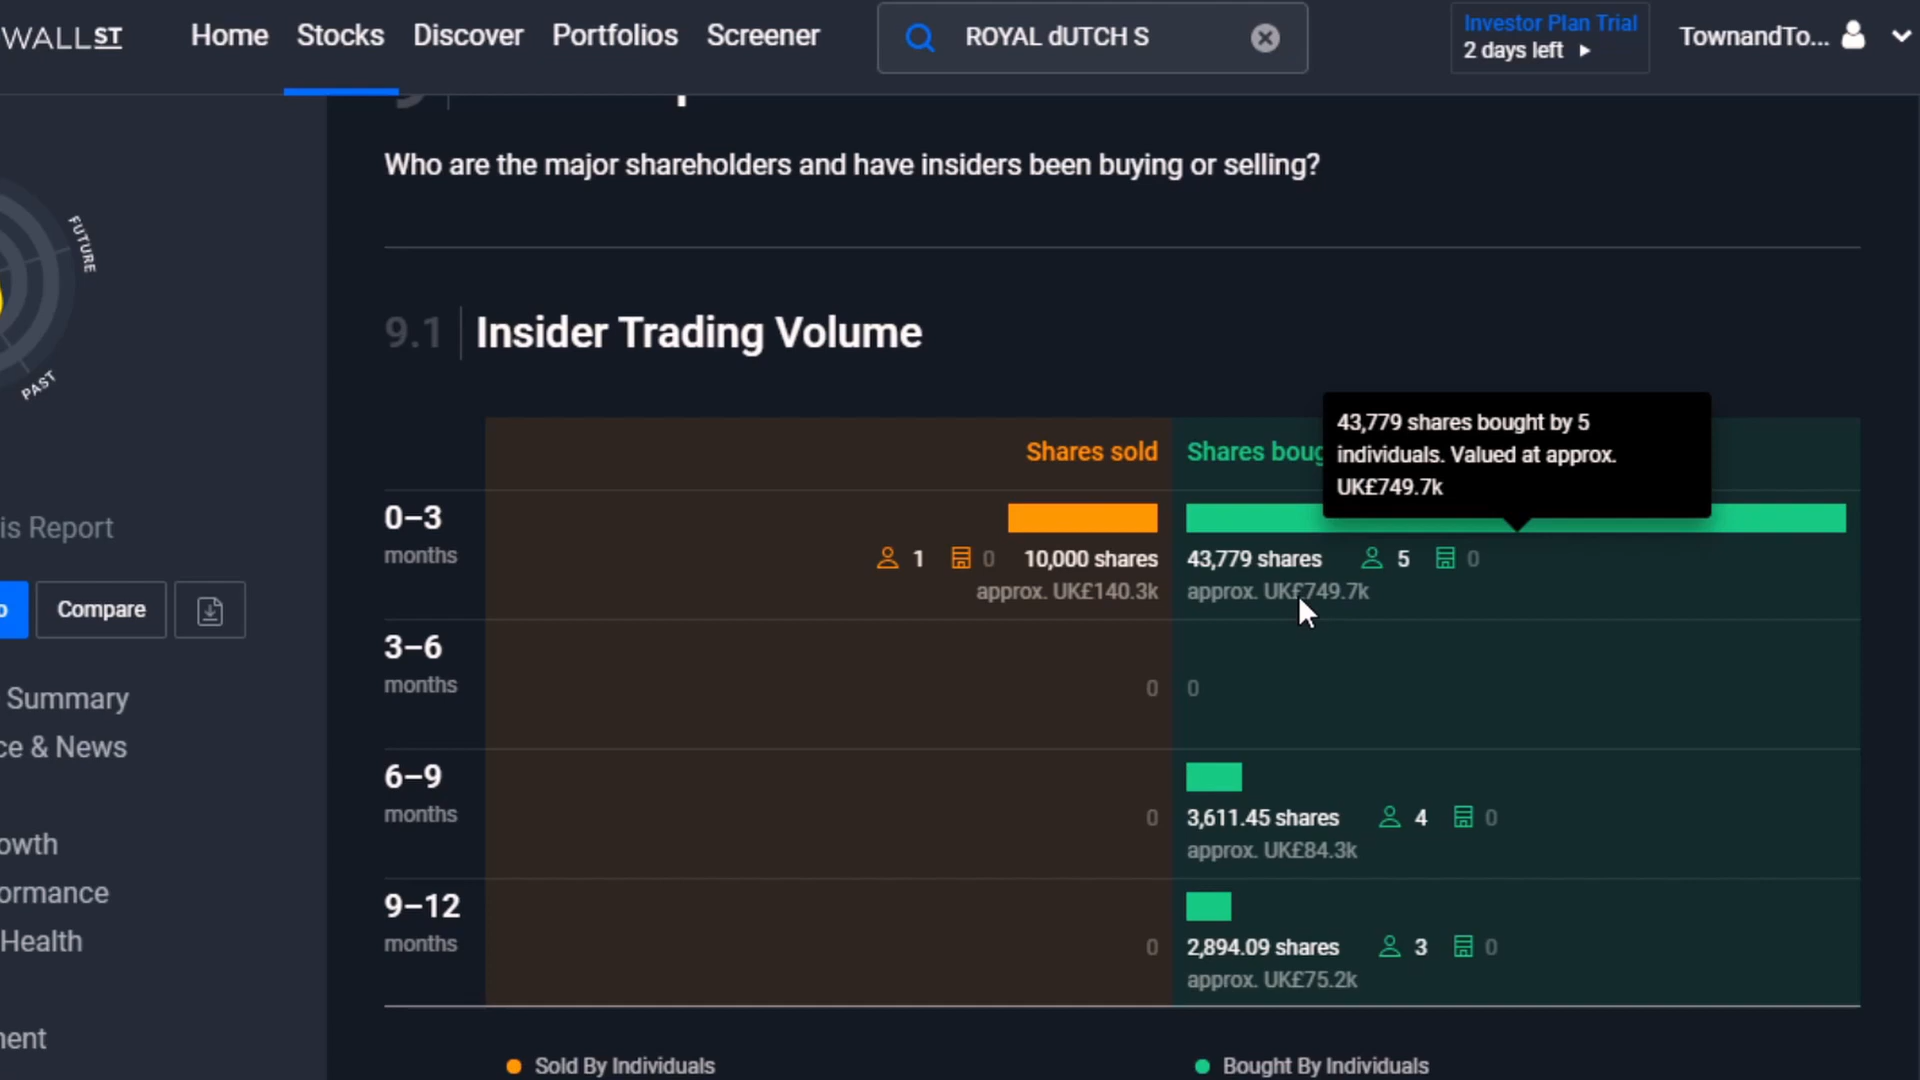 WALLST
Home Stocks Discover Portfolios Screener
ROYAL dUTCH S
Investor Plan Trial
2 days left
TownandTo...
Who are the major shareholders and have insiders been buying or selling?
FUTURE
PAST
9.1 Insider Trading Volume
Shares sold
43,779 shares bought by 5
individuals. Valued at approx.
UK£749.7k
0–3
months
1 0 10,000 shares
approx. UK£140.3k
43,779 shares 5 0
approx. UK£749.7k
is Report
Compare
3–6
months
0 0
Summary
& News
6–9
months
0
3,611.45 shares 4 0
approx. UK£84.3k
Health
9–12
months
0
2,894.09 shares 3 0
approx. UK£75.2k
Sold By Individuals
Bought By Individuals